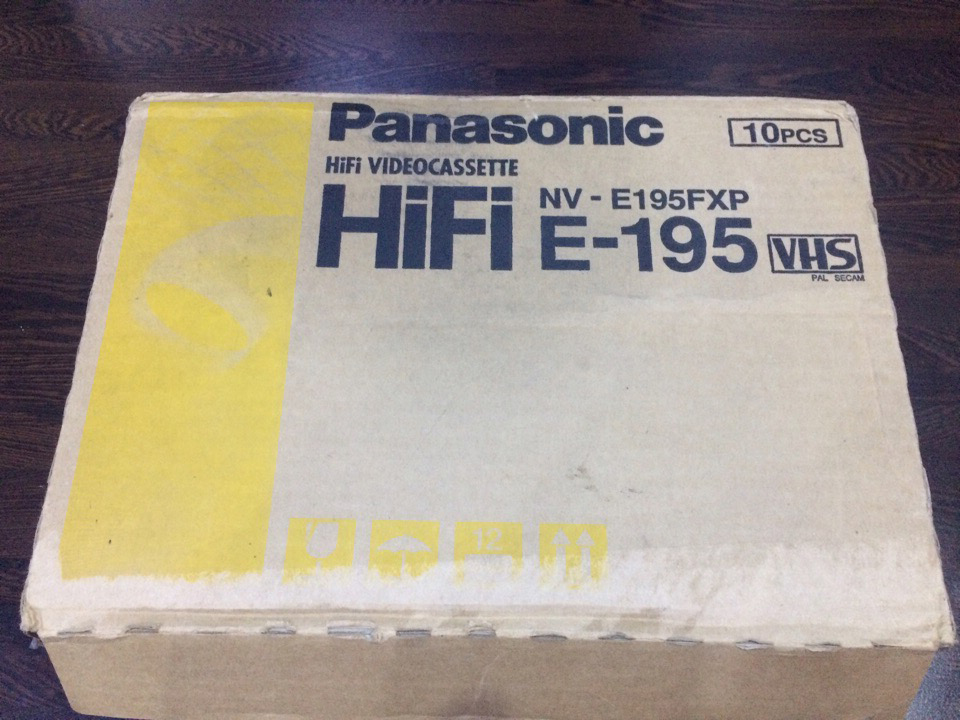 Panasonic
10PCS
HiFi VIDEOCASSETTE
HiFi NV - E195FXP
E-195 VHS
PAL SECAM
12